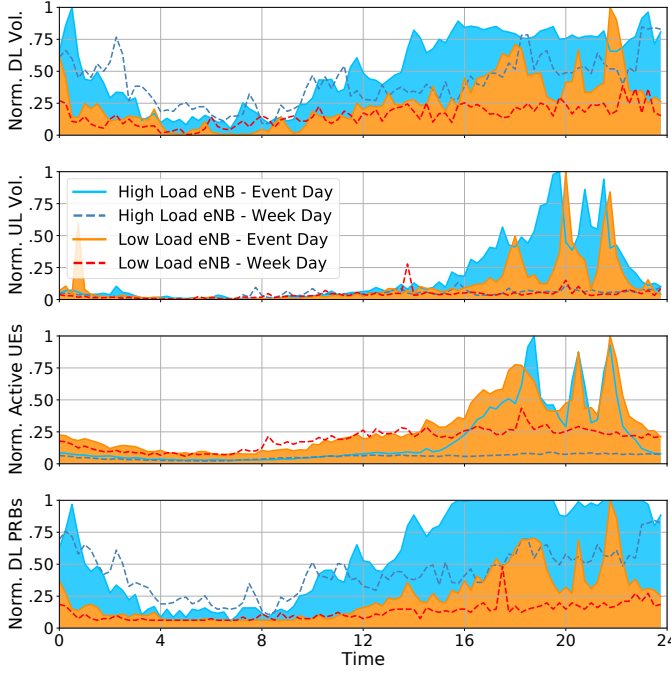 Norm. DL Vol.
1
.75
.50
.25
0
Norm. UL Vol.
1
.75
.50
.25
0
High Load eNB - Event Day
High Load eNB - Week Day
Low Load eNB - Event Day
Low Load eNB - Week Day
Norm. Active UEs
1
.75
.50
.25
0
Norm. DL PRBs
1
.75
.50
.25
0
0 4 8 12 16 20 24
Time